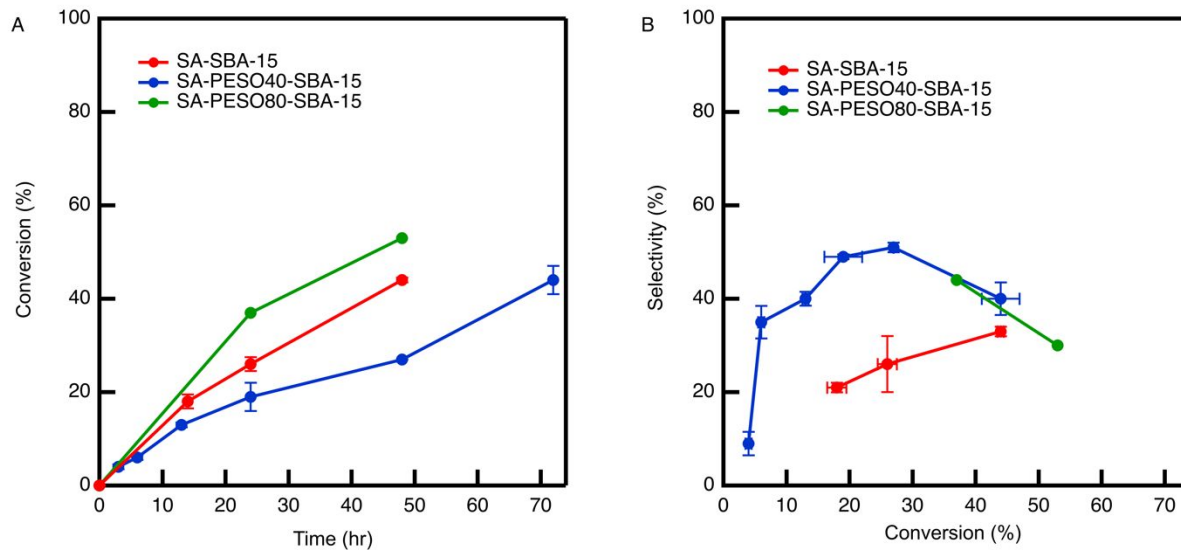 A
100
80
60
40
20
0
Conversion (%)
SA-SBA-15
SA-PESO40-SBA-15
SA-PESO80-SBA-15
0 10 20 30 40 50 60 70
Time (hr)
B
100
80
60
40
20
0
Selectivity (%)
SA-SBA-15
SA-PESO40-SBA-15
SA-PESO80-SBA-15
0 10 20 30 40 50 60 70
Conversion (%)